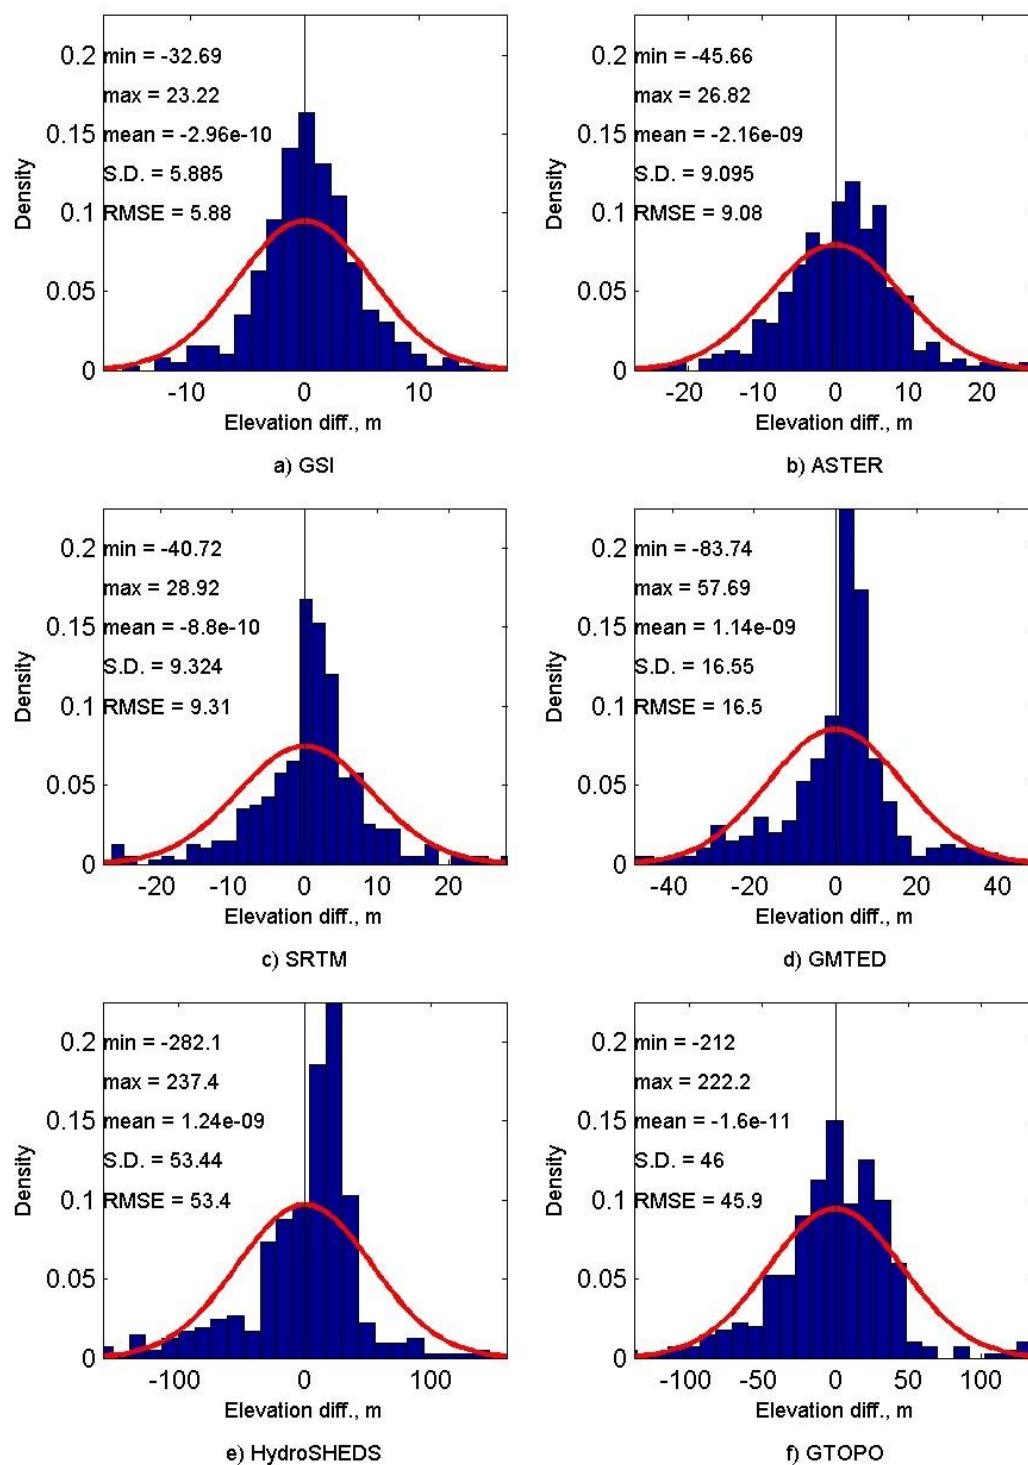 0.2
0.15
0.1
0.05
0
Density
min = -32.69
max = 23.22
mean = -2.96e-10
S.D. = 5.885
RMSE = 5.88
-10 0 10
Elevation diff., m
a) GSI
0.2
0.15
0.1
0.05
0
Density
min = -45.66
max = 26.82
mean = -2.16e-09
S.D. = 9.095
RMSE = 9.08
-20 -10 0 10 20
Elevation diff., m
b) ASTER
0.2
0.15
0.1
0.05
0
Density
min = -40.72
max = 28.92
mean = -8.8e-10
S.D. = 9.324
RMSE = 9.31
-20 -10 0 10 20
Elevation diff., m
c) SRTM
0.2
0.15
0.1
0.05
0
Density
min = -83.74
max = 57.69
mean = 1.14e-09
S.D. = 16.55
RMSE = 16.5
-40 -20 0 20 40
Elevation diff., m
d) GMTED
0.2
0.15
0.1
0.05
0
Density
min = -282.1
max = 237.4
mean = 1.24e-09
S.D. = 53.44
RMSE = 53.4
-100 0 100
Elevation diff., m
e) HydroSHEDS
0.2
0.15
0.1
0.05
0
Density
min = -212
max = 222.2
mean = -1.6e-11
S.D. = 46
RMSE = 45.9
-100 -50 0 50 100
Elevation diff., m
f) GTOPO